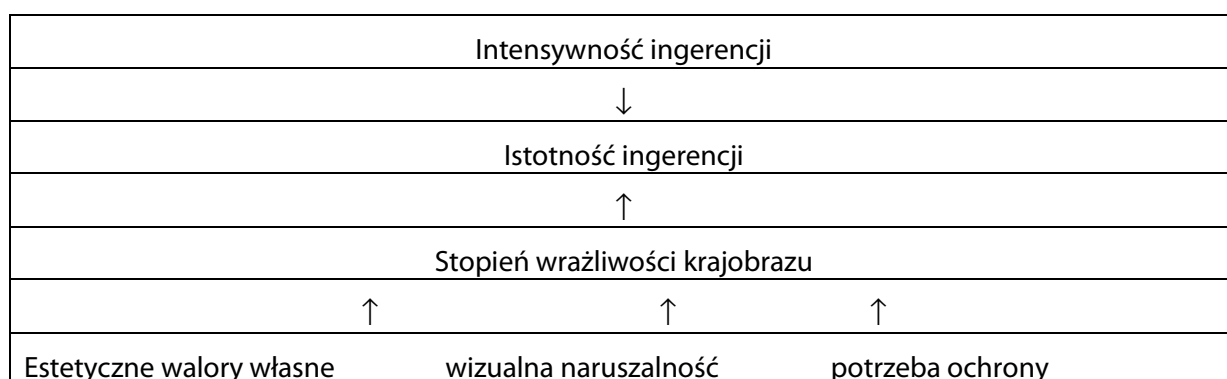 Intensywność ingerencji
↓
Istotność ingerencji
↑
Stopień wrażliwości krajobrazu
↑ ↑ ↑
Estetyczne walory własne wizualna naruszalność potrzeba ochrony